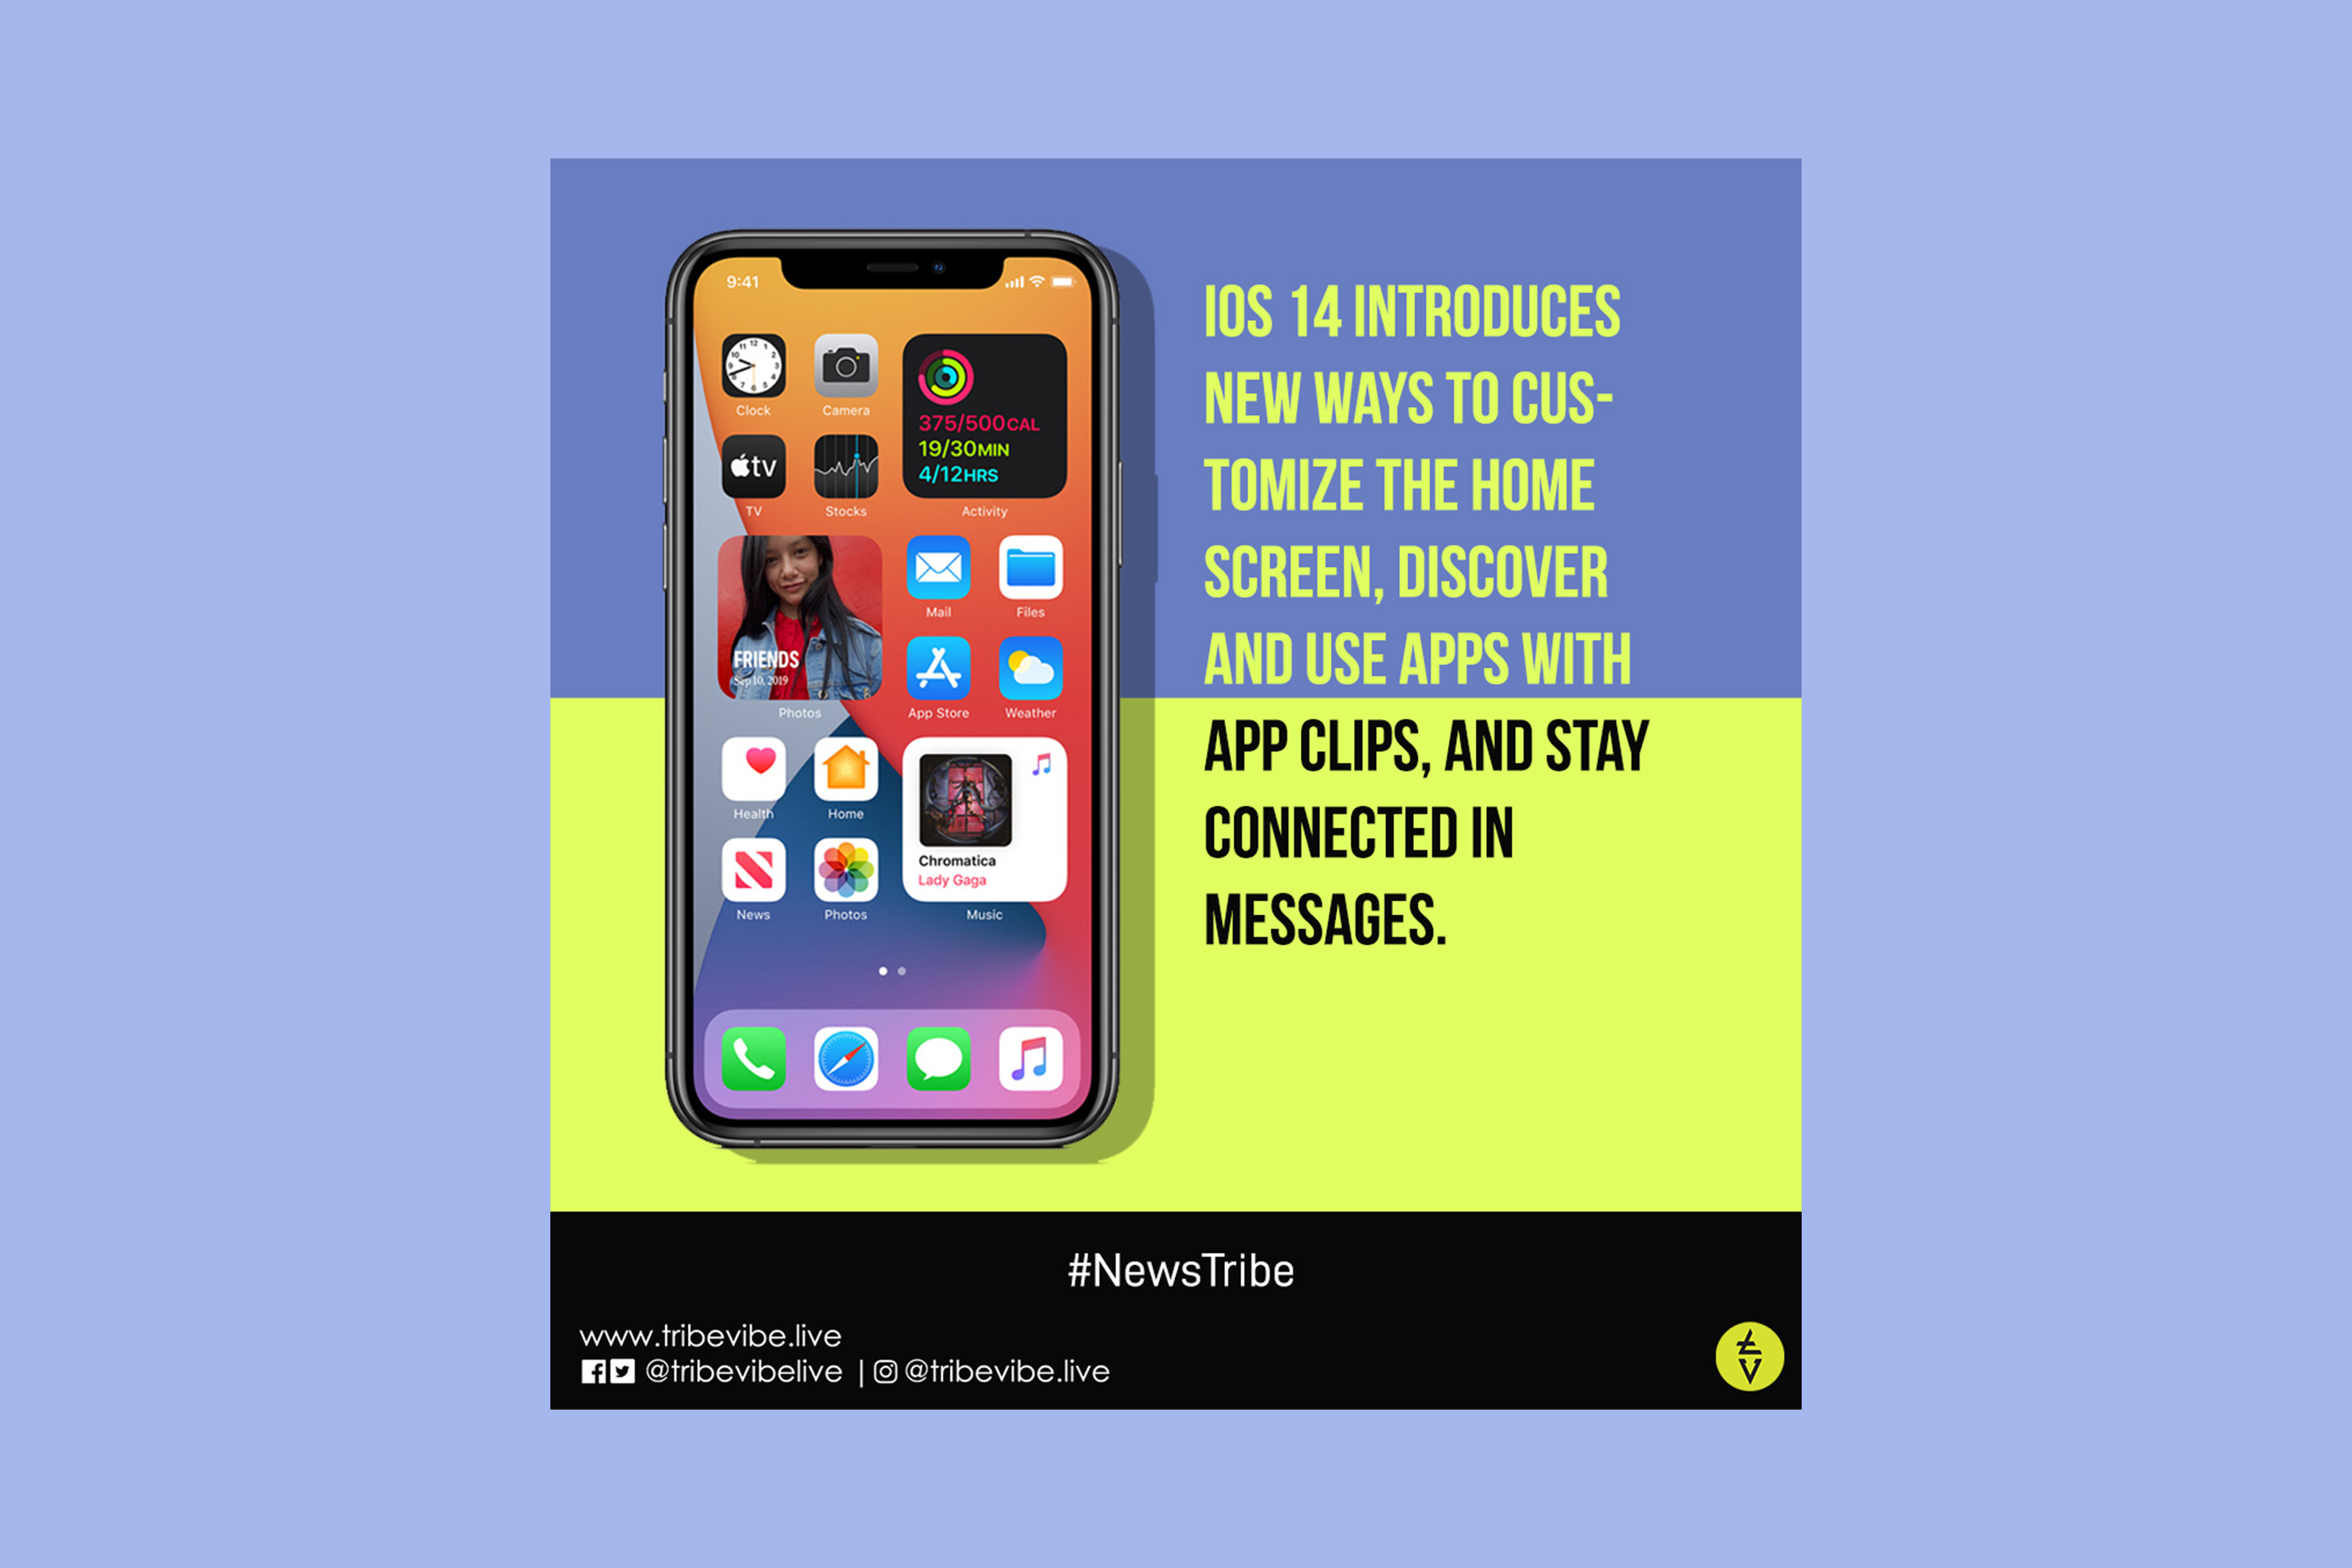 9:41
Clock
Camera
375/500CAL
19/30MIN
4/12HRS
tv
TV
Stocks
Activity
FRIENDS
Sep 10, 2019
Photos
Mail
Files
App Store
Weather
Health
Home
Chromatica
Lady Gaga
News
Photos
Music
IOS 14 INTRODUCES
NEW WAYS TO CUS-
TOMIZE THE HOME
SCREEN, DISCOVER
AND USE APPS WITH
APP CLIPS, AND STAY
CONNECTED IN
MESSAGES.
#NewsTribe
www.tribevibe.live
@tribevibelive | @tribevibe.live